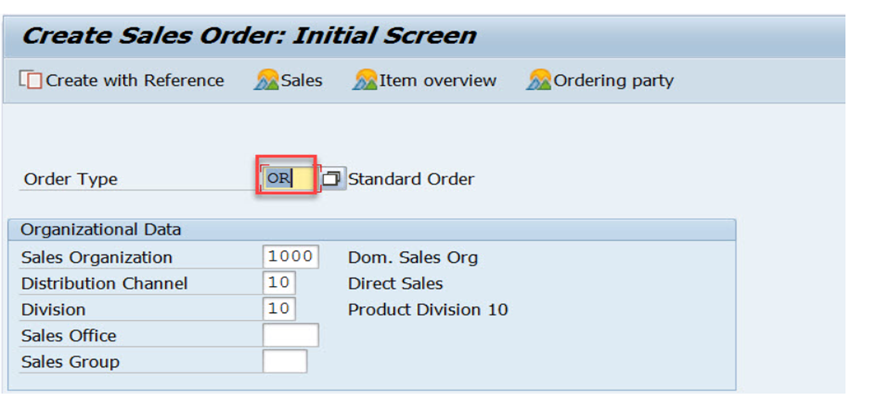 Create Sales Order: Initial Screen
Create with Reference Sales Item overview Ordering party
Order Type OR Standard Order
Organizational Data
Sales Organization 1000 Dom. Sales Org
Distribution Channel 10 Direct Sales
Division 10 Product Division 10
Sales Office
Sales Group